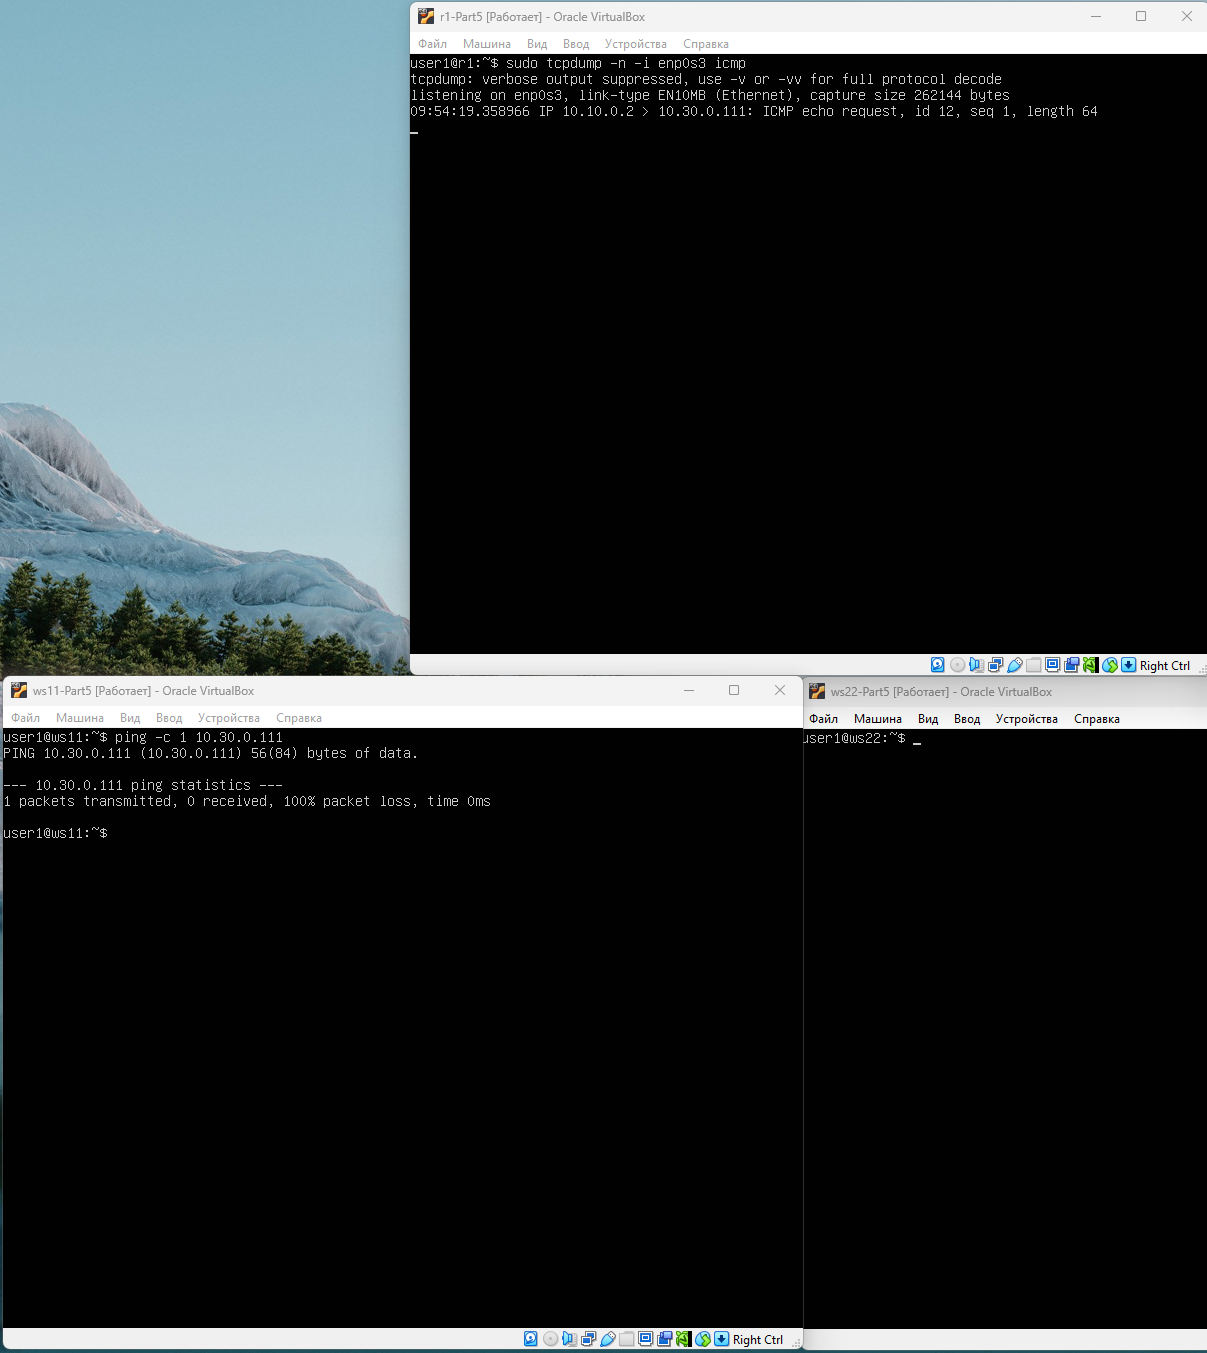 r1-Part5 [Работает] - Oracle VirtualBox
Файл Машина Вид Ввод Устройства Справка
user1@r1:~$ sudo tcpdump -n -i enp0s3 icmp
tcpdump: verbose output suppressed, use -v or -vv for full protocol decode
listening on enp0s3, link-type EN10MB (Ethernet), capture size 262144 bytes
09:54:19.358966 IP 10.10.0.2 > 10.30.0.111: ICMP echo request, id 12, seq 1, length 64
Right Ctrl
ws11-Part5 [Работает] - Oracle VirtualBox
Файл Машина Вид Ввод Устройства Справка
user1@ws11:~$ ping -c 1 10.30.0.111
PING 10.30.0.111 (10.30.0.111) 56(84) bytes of data.
--- 10.30.0.111 ping statistics ---
1 packets transmitted, 0 received, 100% packet loss, time 0ms
user1@ws11:~$
Right Ctrl
ws22-Part5 [Работает] - Oracle VirtualBox
Файл Машина Вид Ввод Устройства Справка
user1@ws22:~$ _